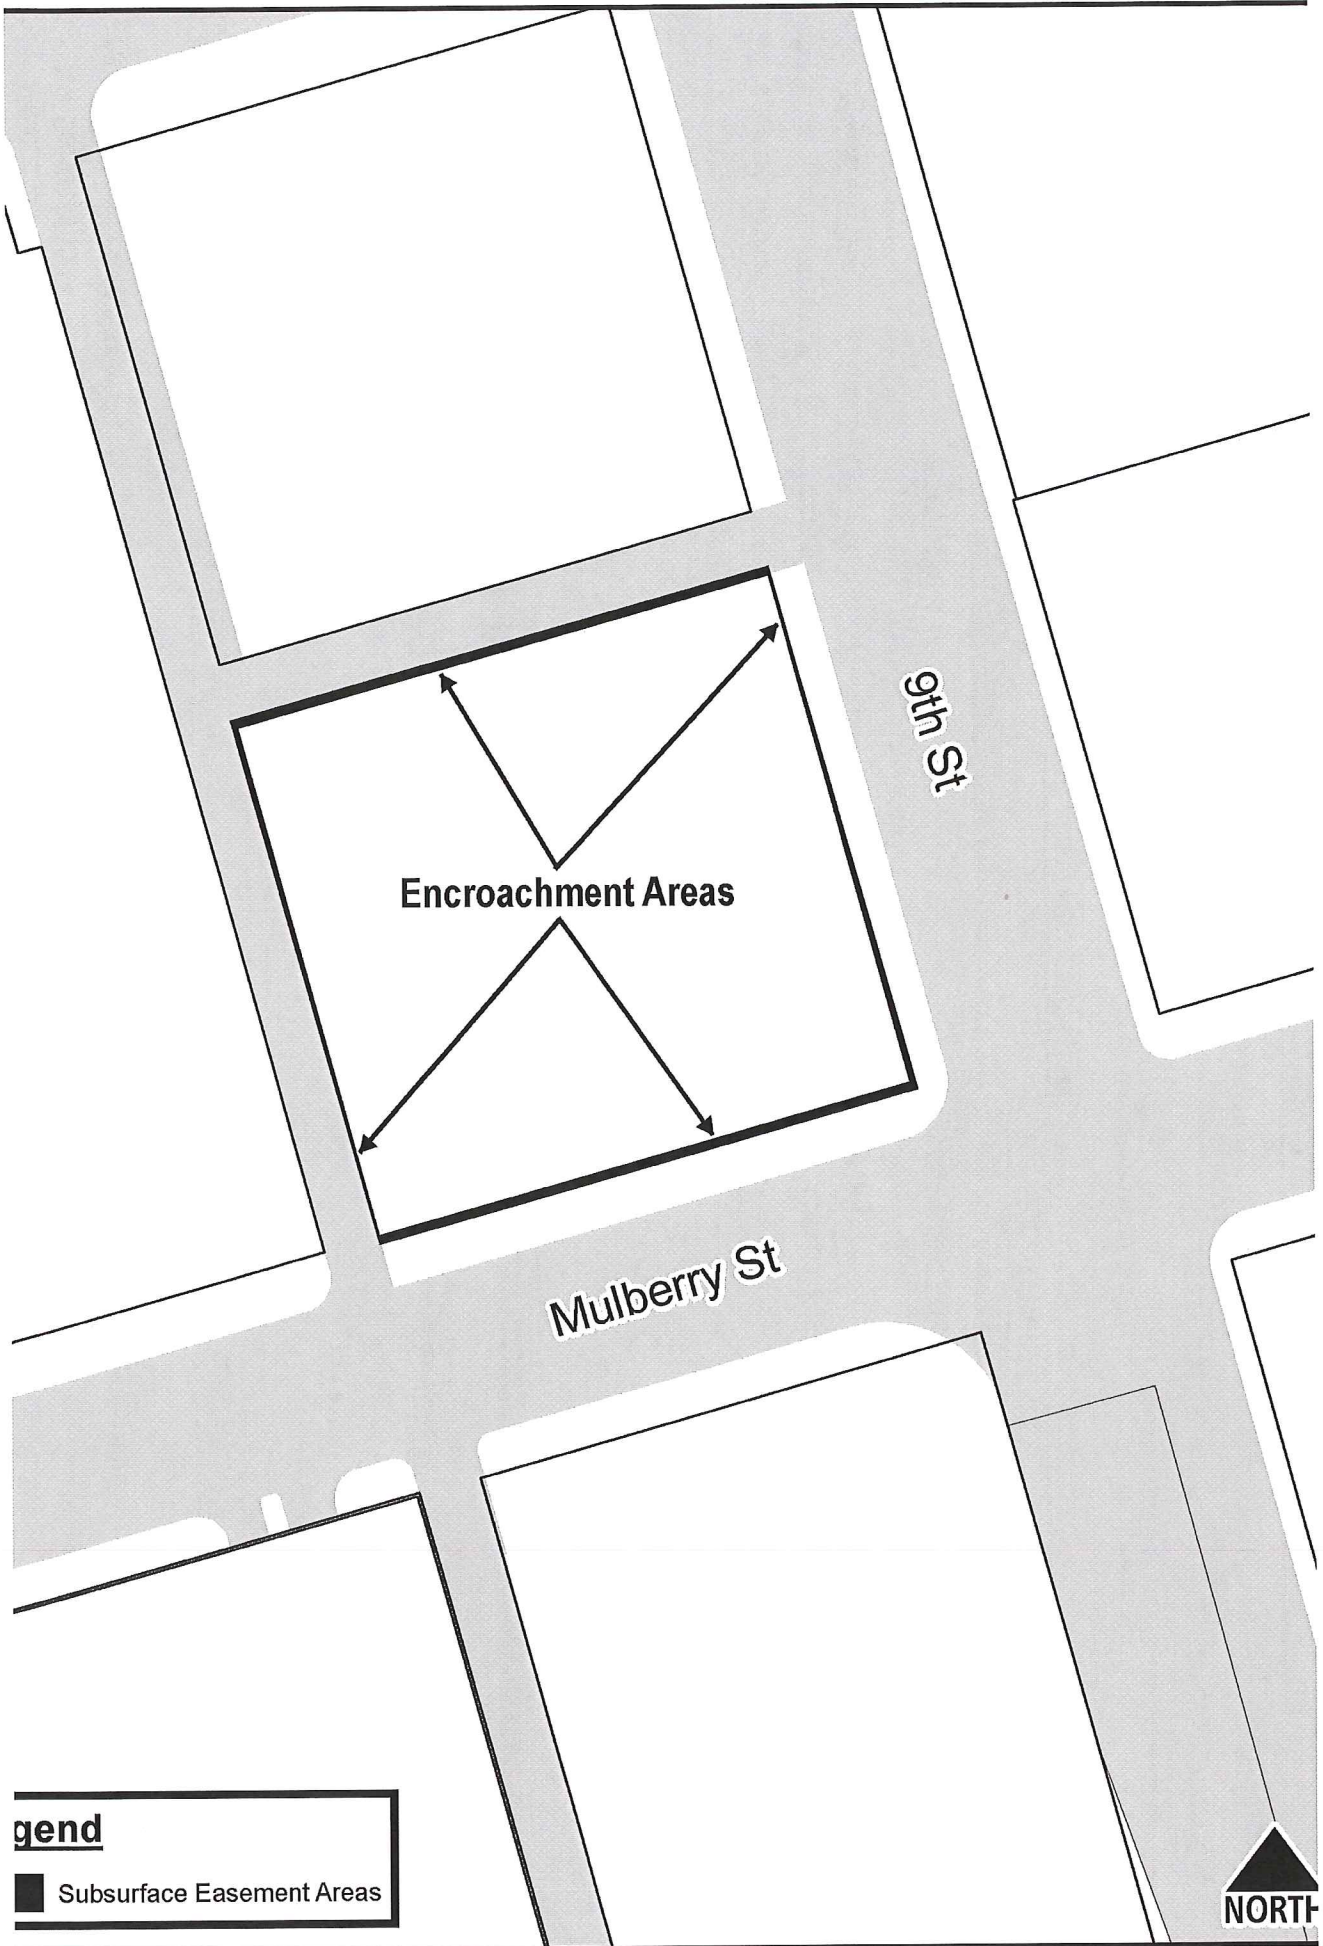 9th St
Encroachment Areas
Mulberry St
gend
Subsurface Easement Areas
NORTH